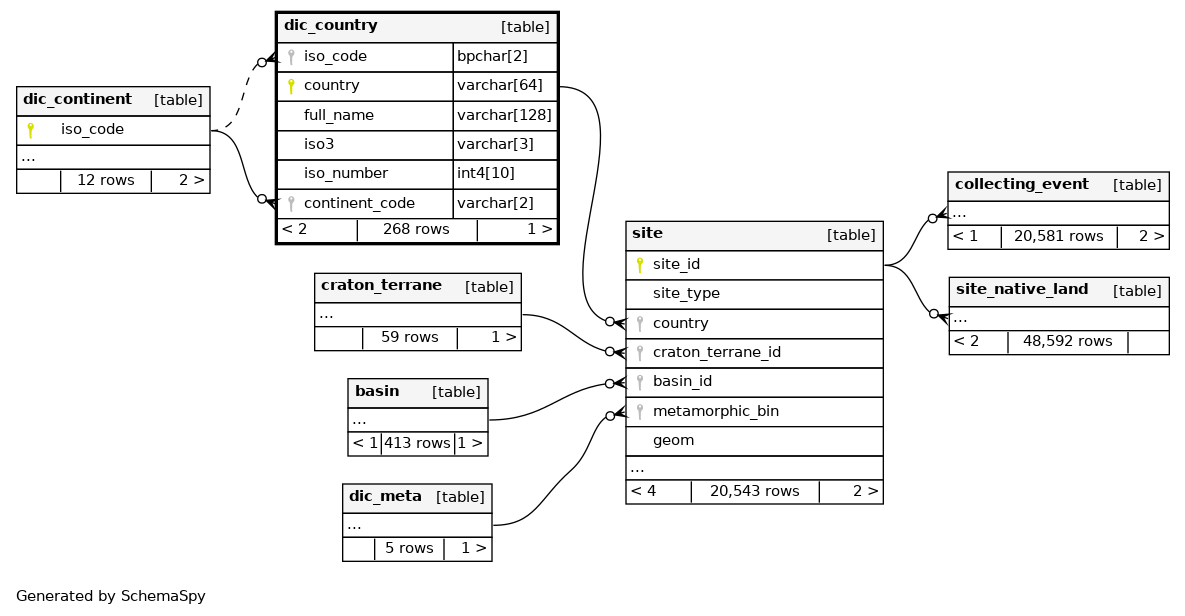 dic_country [table]
iso_code bpchar[2]
country varchar[64]
full_name varchar[128]
iso3 varchar[3]
iso_number int4[10]
continent_code varchar[2]
< 2 268 rows 1 >
dic_continent [table]
iso_code
...
12 rows 2 >
craton_terrane [table]
...
59 rows 1 >
basin [table]
...
< 1 413 rows 1 >
dic_meta [table]
...
5 rows 1 >
site [table]
site_id
site_type
country
craton_terrane_id
basin_id
metamorphic_bin
geom
...
< 4 20,543 rows 2 >
collecting_event [table]
...
< 1 20,581 rows 2 >
site_native_land [table]
...
< 2 48,592 rows
Generated by SchemaSpy